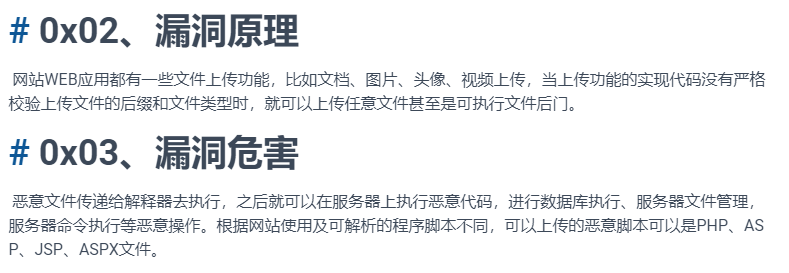 # 0x02、漏洞原理
网站WEB应用都有一些文件上传功能，比如文档、图片、头像、视频上传，当上传功能的实现代码没有严格
校验上传文件的后缀和文件类型时，就可以上传任意文件甚至是可执行文件后门。
# 0x03、漏洞危害
恶意文件传递给解释器去执行，之后就可以在服务器上执行恶意代码，进行数据库执行、服务器文件管理，
服务器命令执行等恶意操作。根据网站使用及可解析的程序脚本不同，可以上传的恶意脚本可以是PHP、AS
P、JSP、ASPX文件。